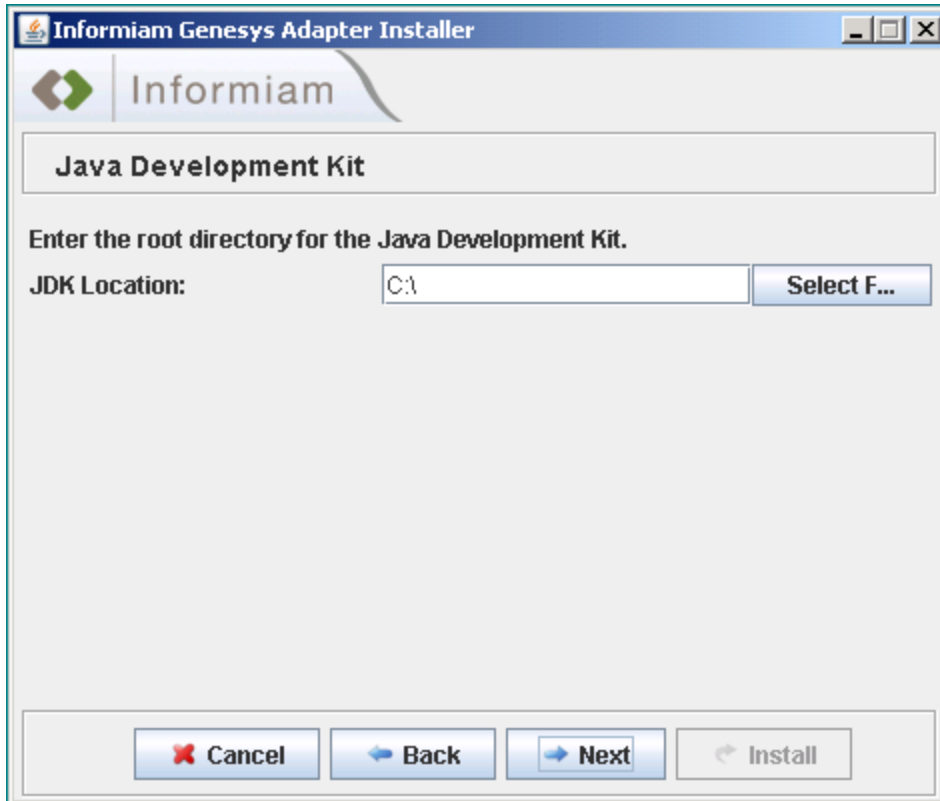 Informiam Genesys Adapter Installer
Informiam
Java Development Kit
Enter the root directory for the Java Development Kit.
JDK Location: C:\ Select F...
Cancel Back Next Install